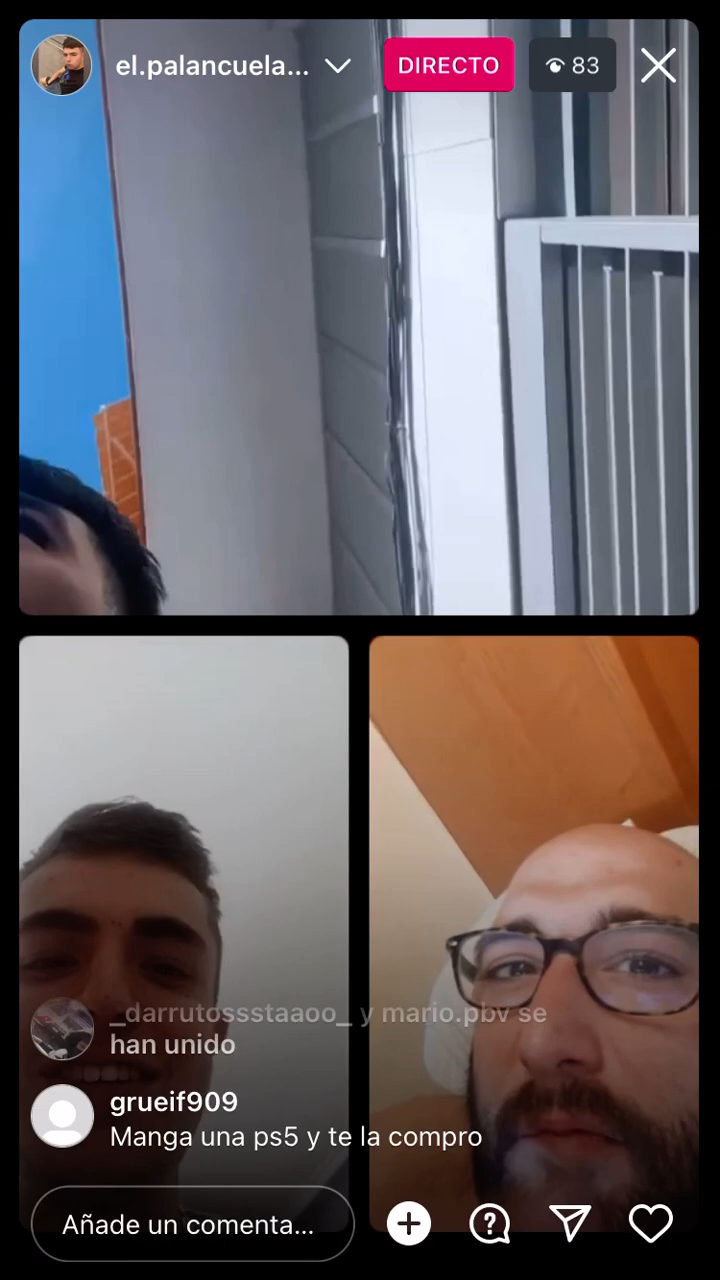 el.palancuela...
DIRECTO
83
_darrutossstaaoo_ y mario.pbv se
han unido
grueif909
Manga una ps5 y te la compro
Añade un comenta...